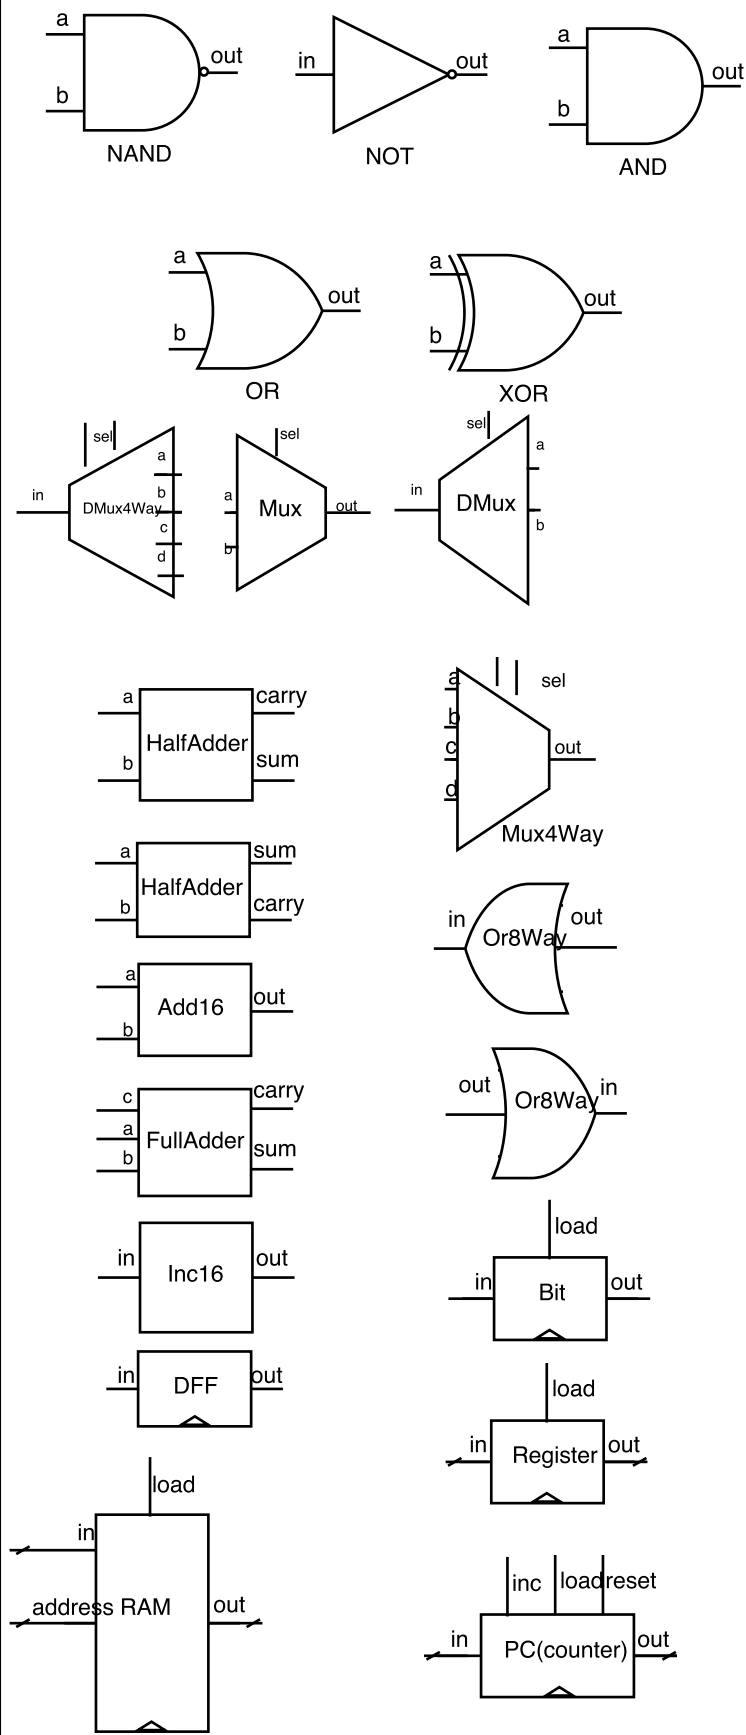 a
out
b
NAND
in
out
NOT
a
out
b
AND
a
out
b
OR
a
out
b
XOR
sel
a
in
b
DMux4Way
c
d
sel
a
Mux
out
b
sel
a
in
DMux
b
a
carry
HalfAdder
b
sum
a
sel
b
c
out
d
Mux4Way
a
sum
HalfAdder
b
carry
in
out
Or8Way
a
out
Add16
b
out
in
Or8Way
c
carry
a
FullAdder
b
sum
load
in
out
Bit
in
out
Inc16
in
out
DFF
load
in
out
Register
load
in
address RAM
out
inc
load
reset
in
out
PC(counter)